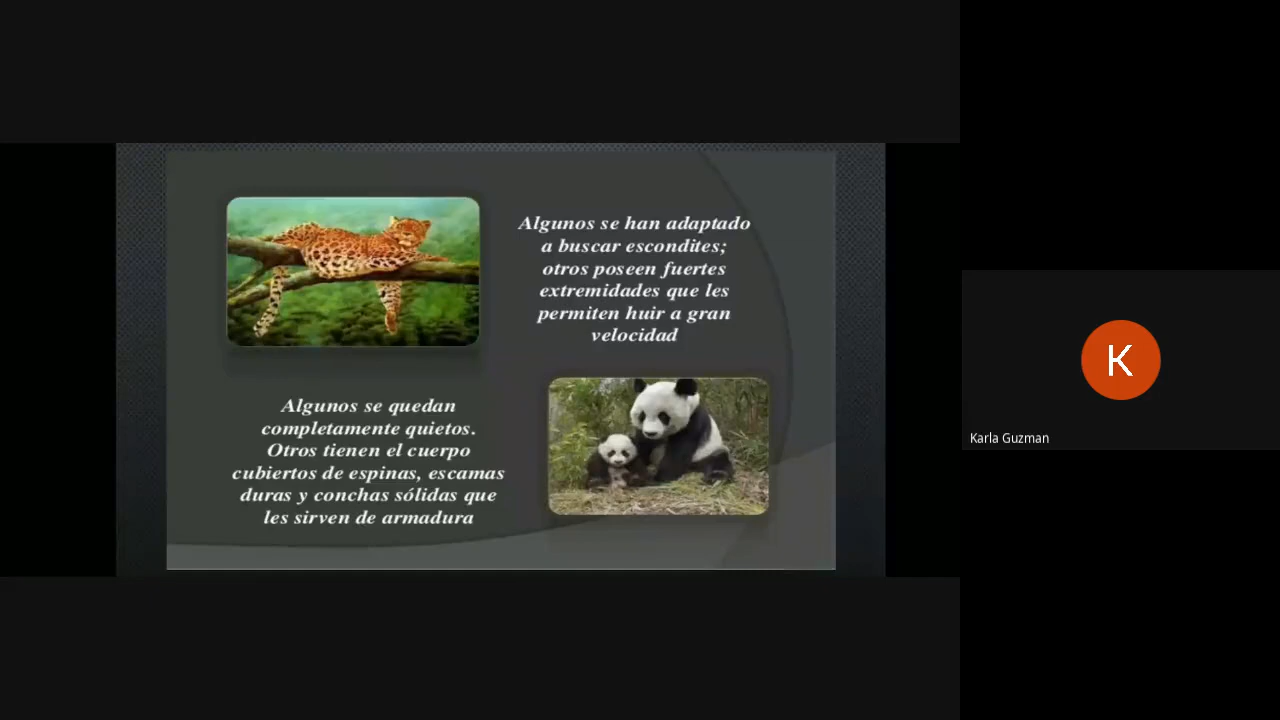 Algunos se han adaptado
a buscar escondites;
otros poseen fuertes
extremidades que les
permiten huir a gran
velocidad
Algunos se quedan
completamente quietos.
Otros tienen el cuerpo
cubiertos de espinas, escamas
duras y conchas sólidas que
les sirven de armadura
K
Karla Guzman